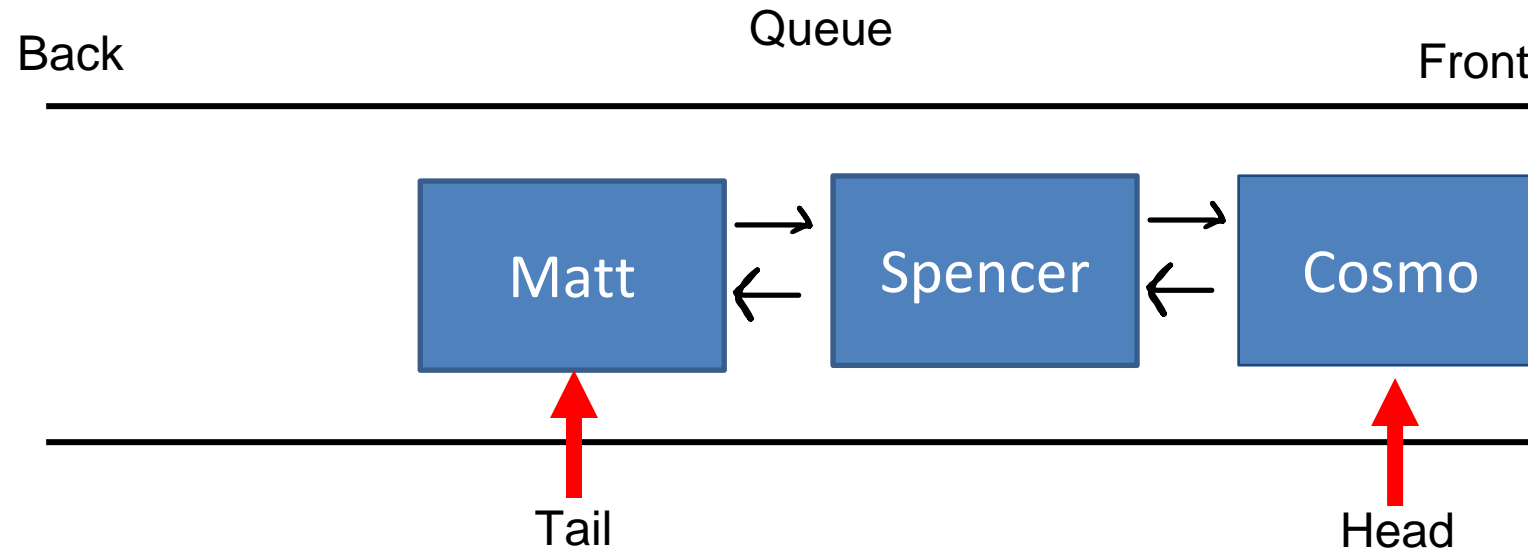 Queue
Back
Front
Matt
Spencer
Cosmo
Tail
Head